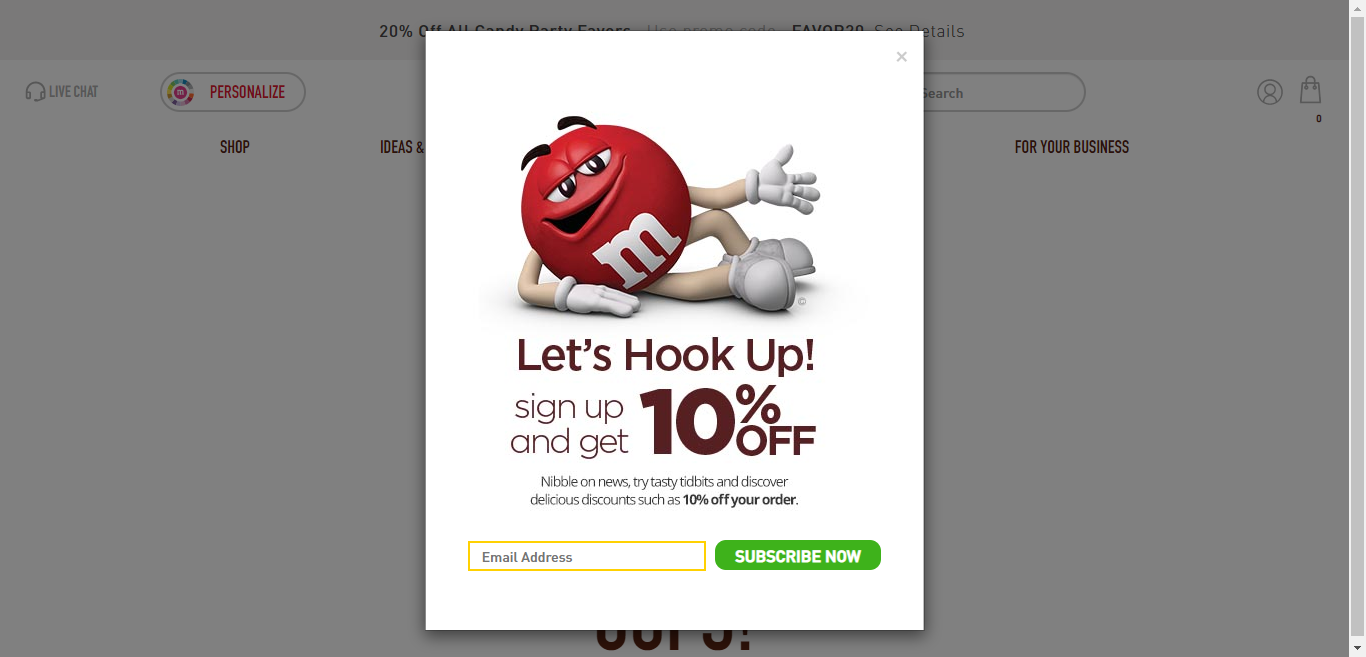 20% Off All Candy Party Favors Use promo code FAVOR20 See Details
×
LIVE CHAT
m
PERSONALIZE
Search
0
SHOP
IDEAS &
FOR YOUR BUSINESS
m
©
Let's Hook Up!
sign up
and get
10% OFF
Nibble on news, try tasty tidbits and discover
delicious discounts such as 10% off your order.
Email Address
SUBSCRIBE NOW
OOPS!